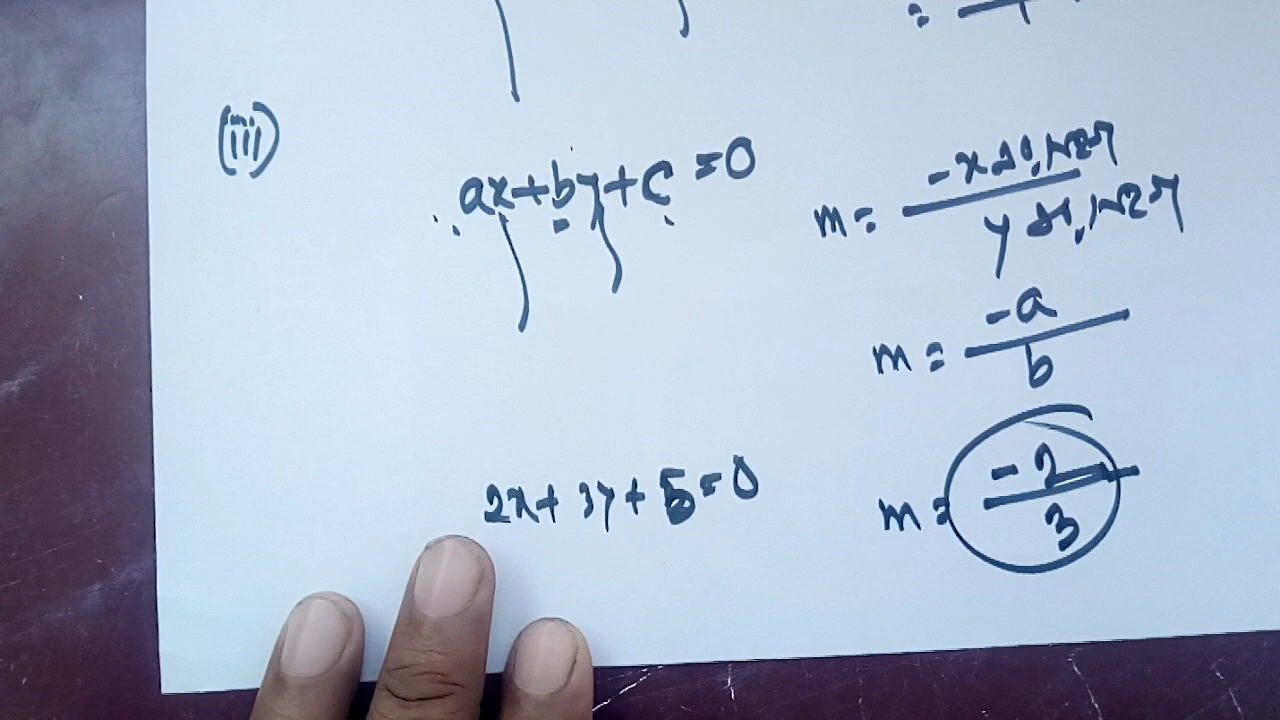 (iii)
ax+by+c=0
m= -x / y
m= -a / b
2x+3y+5=0
m= -2 / 3